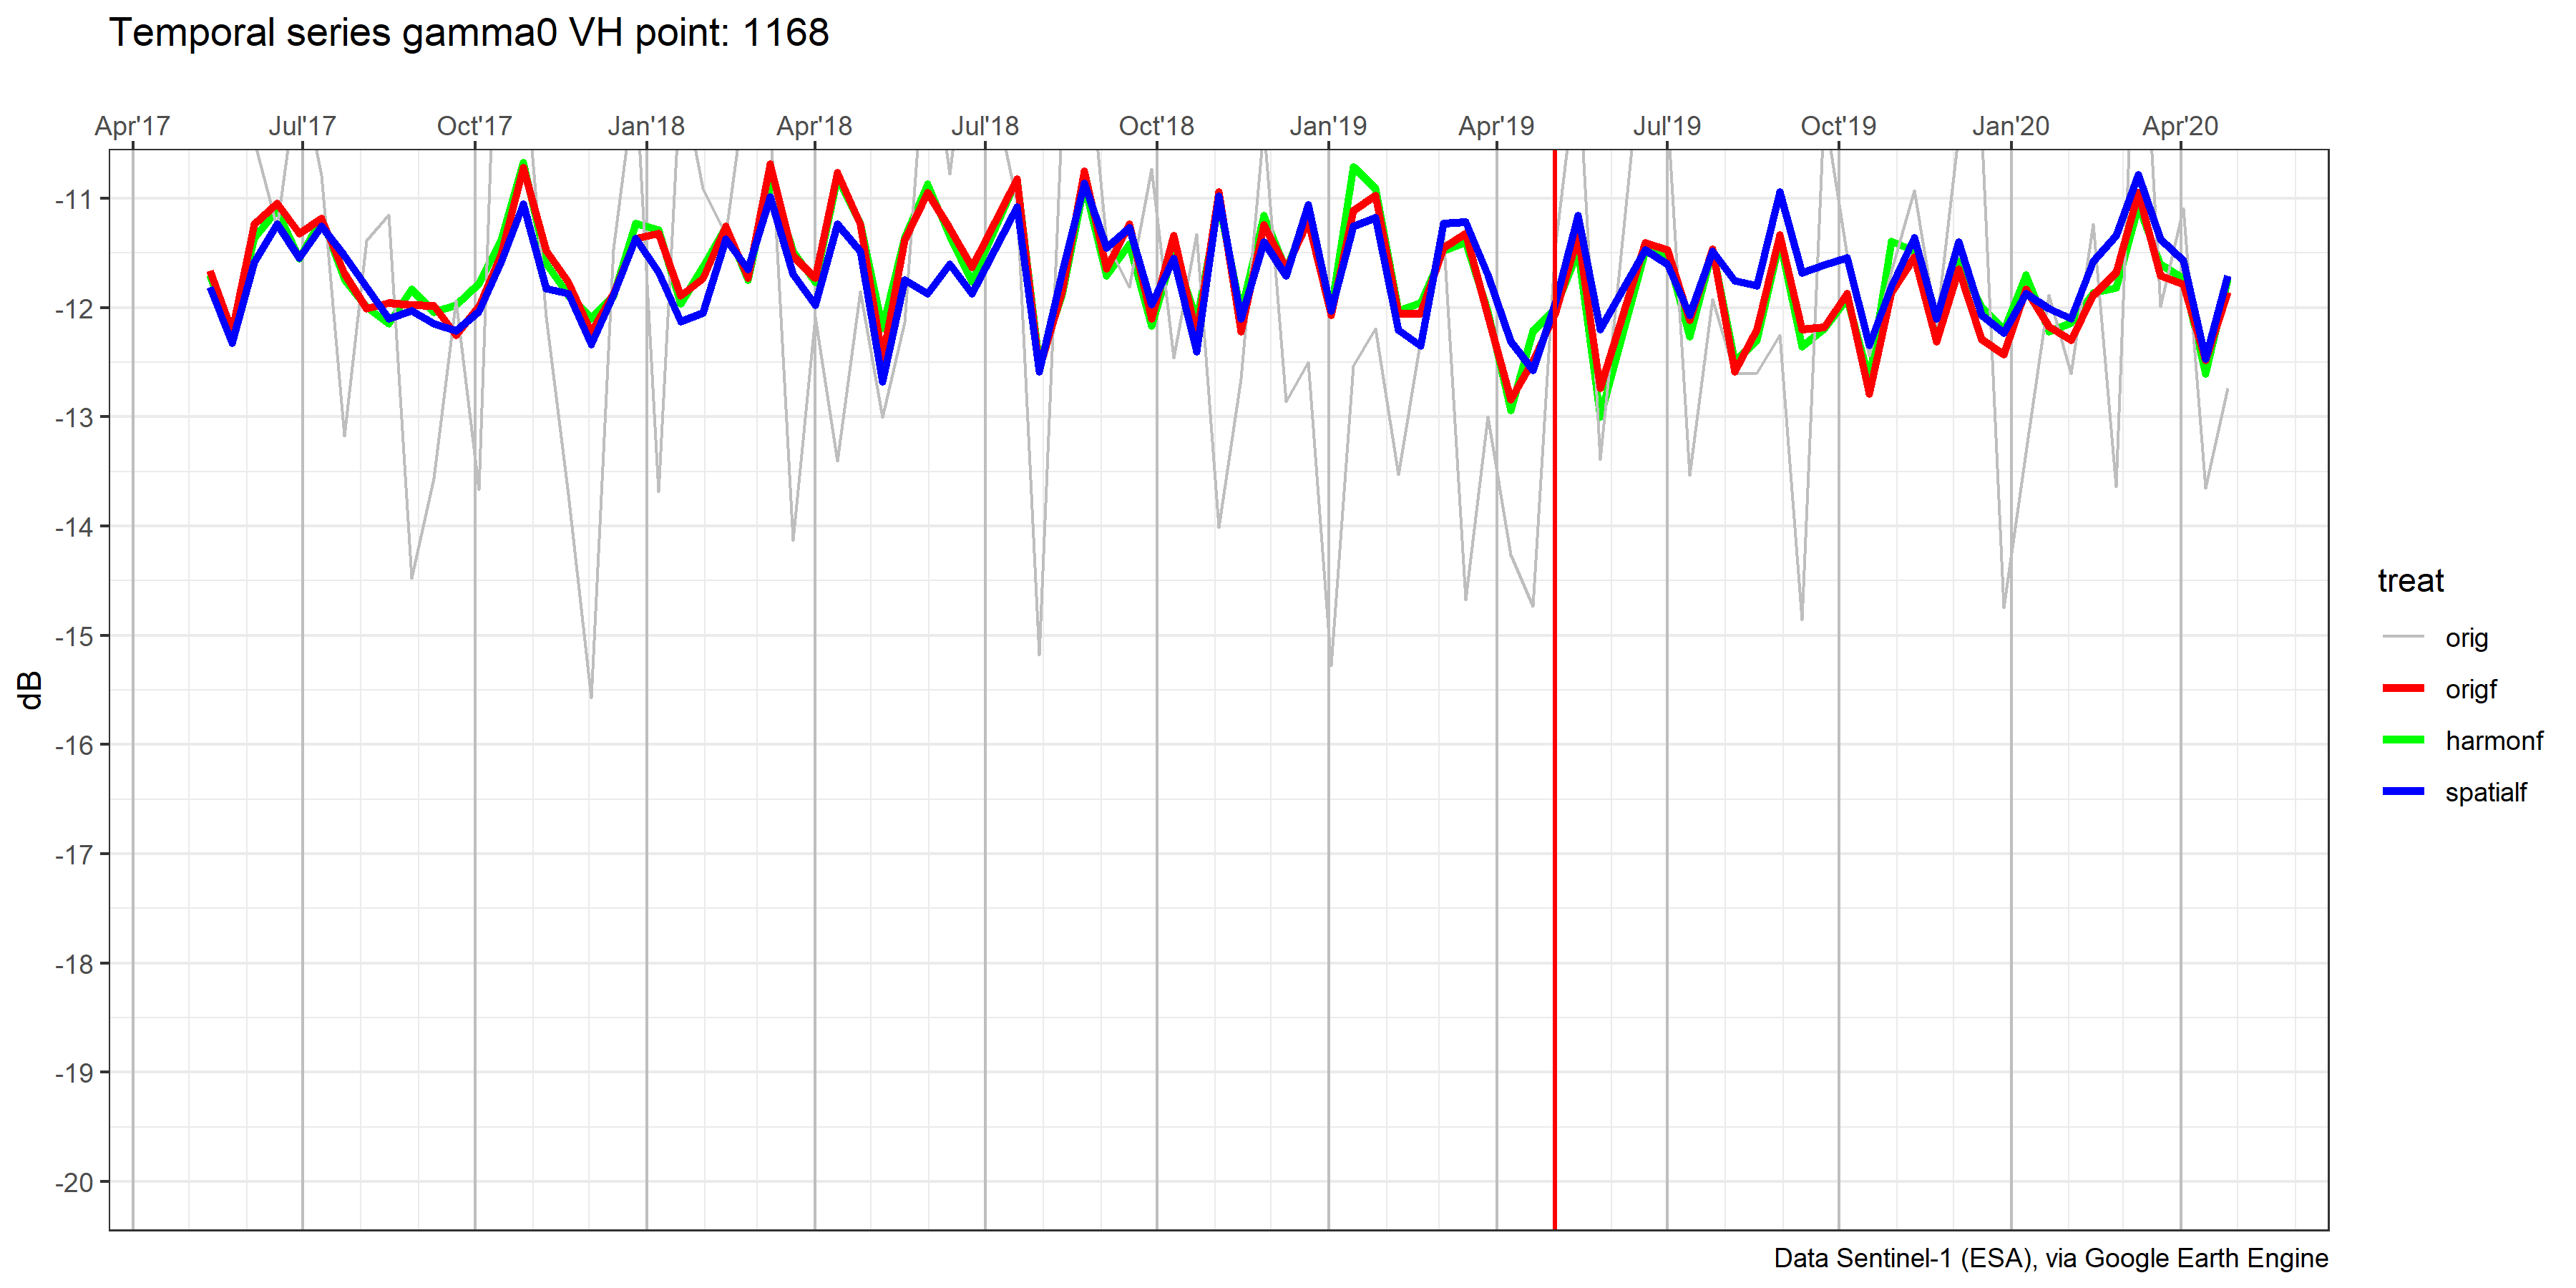 Temporal series gamma0 VH point: 1168
Apr'17 Jul'17 Oct'17 Jan'18 Apr'18 Jul'18 Oct'18 Jan'19 Apr'19 Jul'19 Oct'19 Jan'20 Apr'20
-11
-12
-13
-14
-15
-16
-17
-18
-19
-20
dB
treat
orig
origf
harmonf
spatialf
Data Sentinel-1 (ESA), via Google Earth Engine